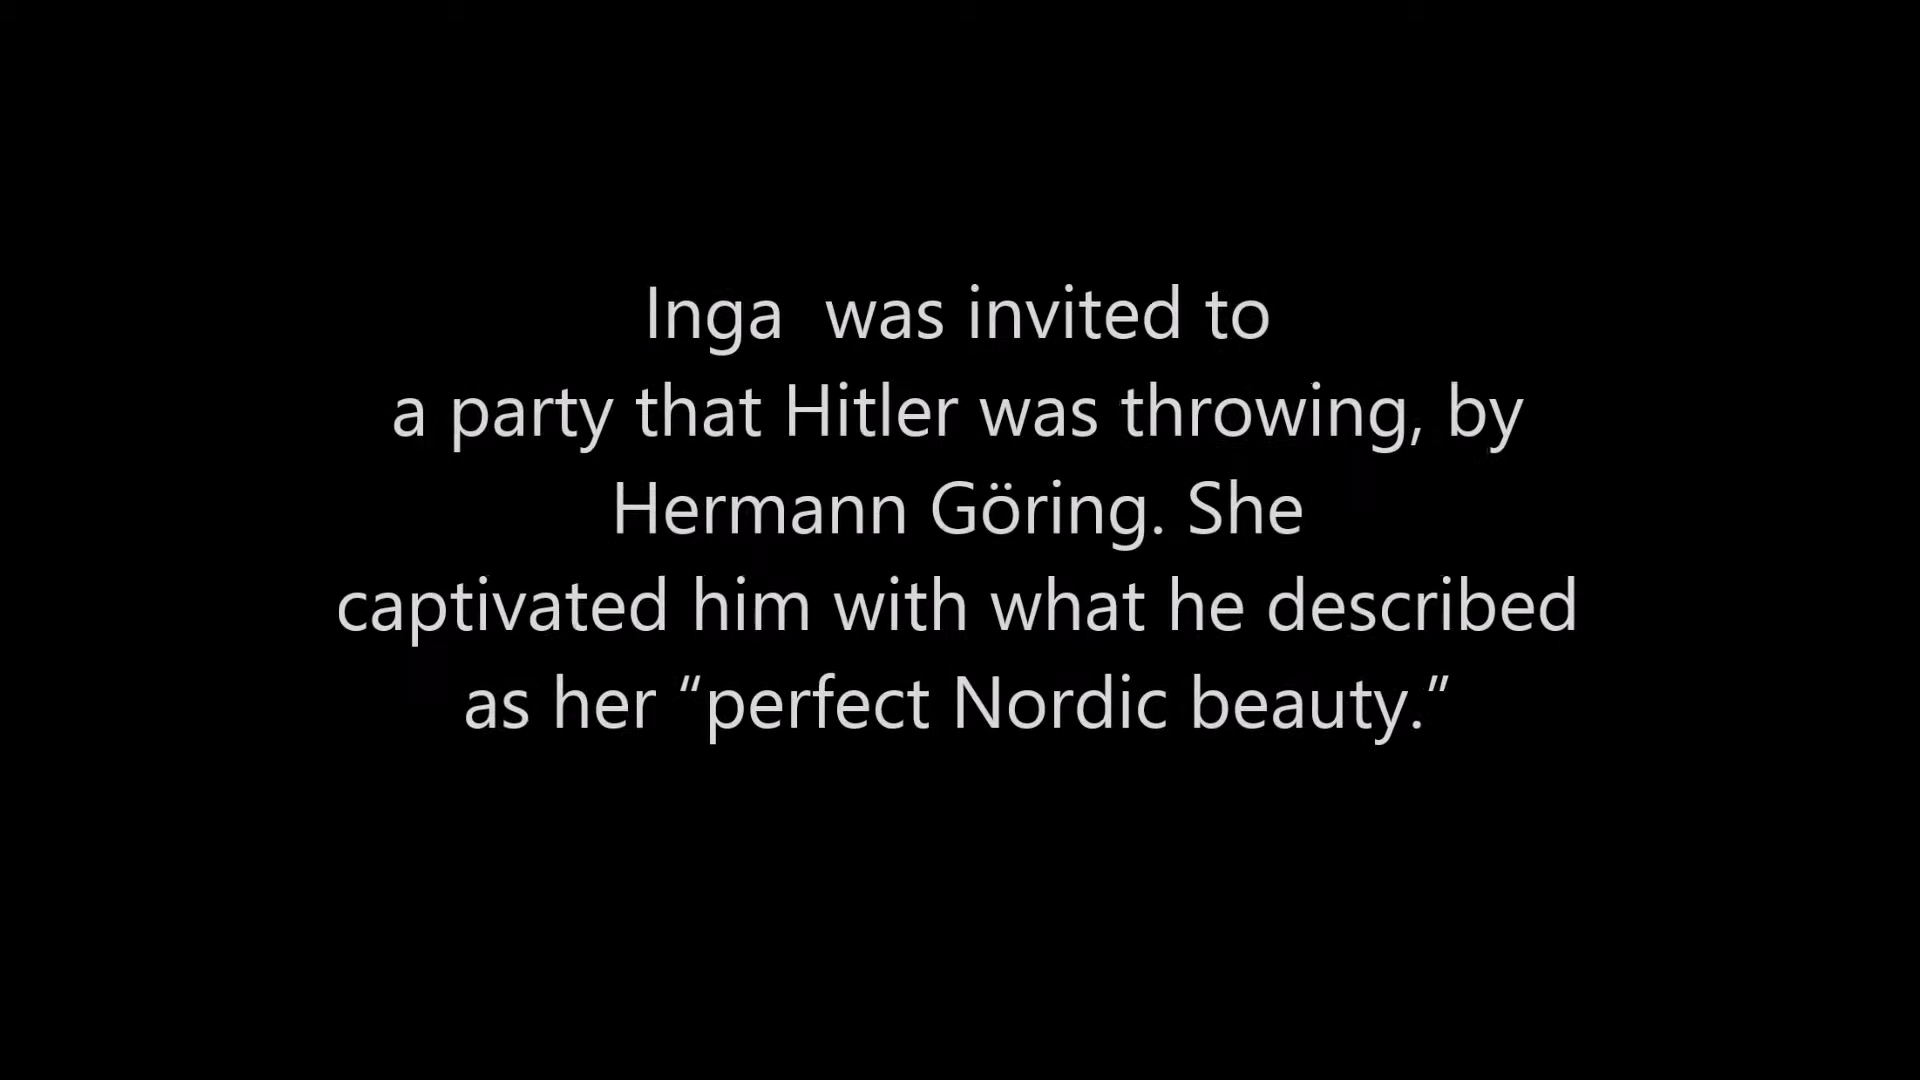 Inga  was invited to
a party that Hitler was throwing, by
Hermann Göring. She
captivated him with what he described
as her “perfect Nordic beauty.”